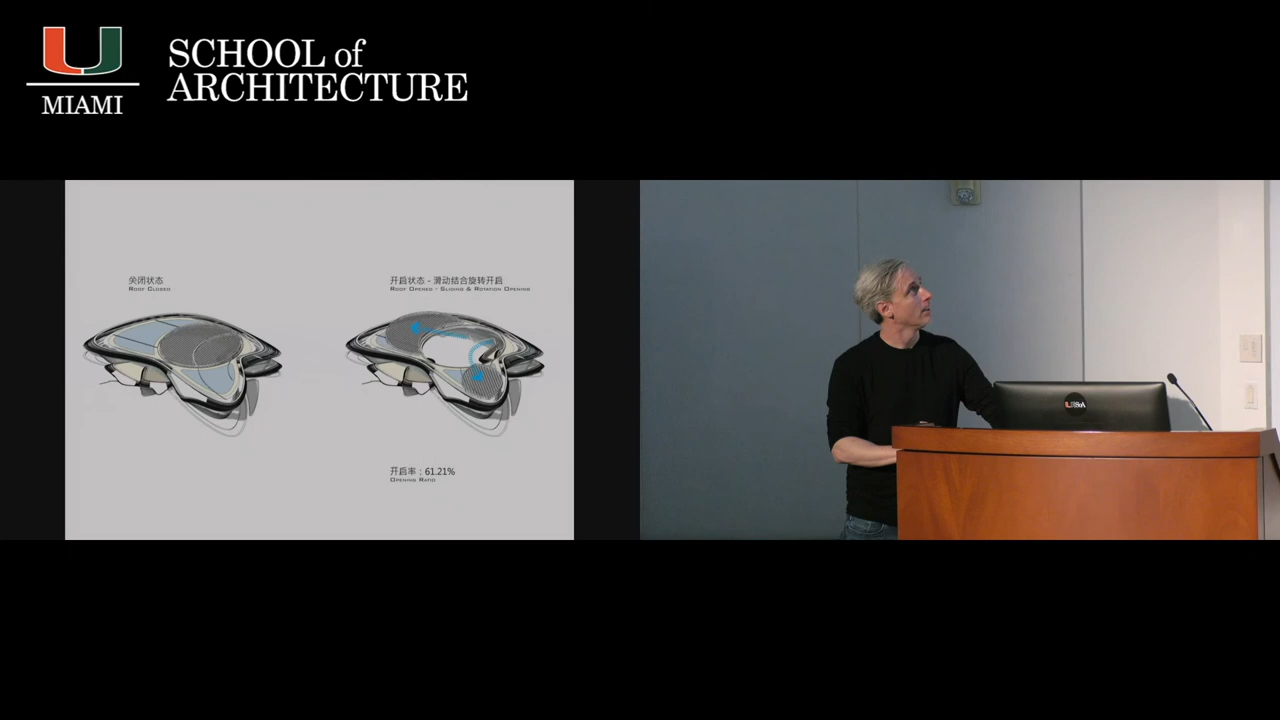 MIAMI
SCHOOL of
ARCHITECTURE
关闭状态
ROOF CLOSED
开启状态 - 滑动结合旋转开启
ROOF OPENED - SLIDING & ROTATION OPENING
开启率：61.21%
OPENING RATIO